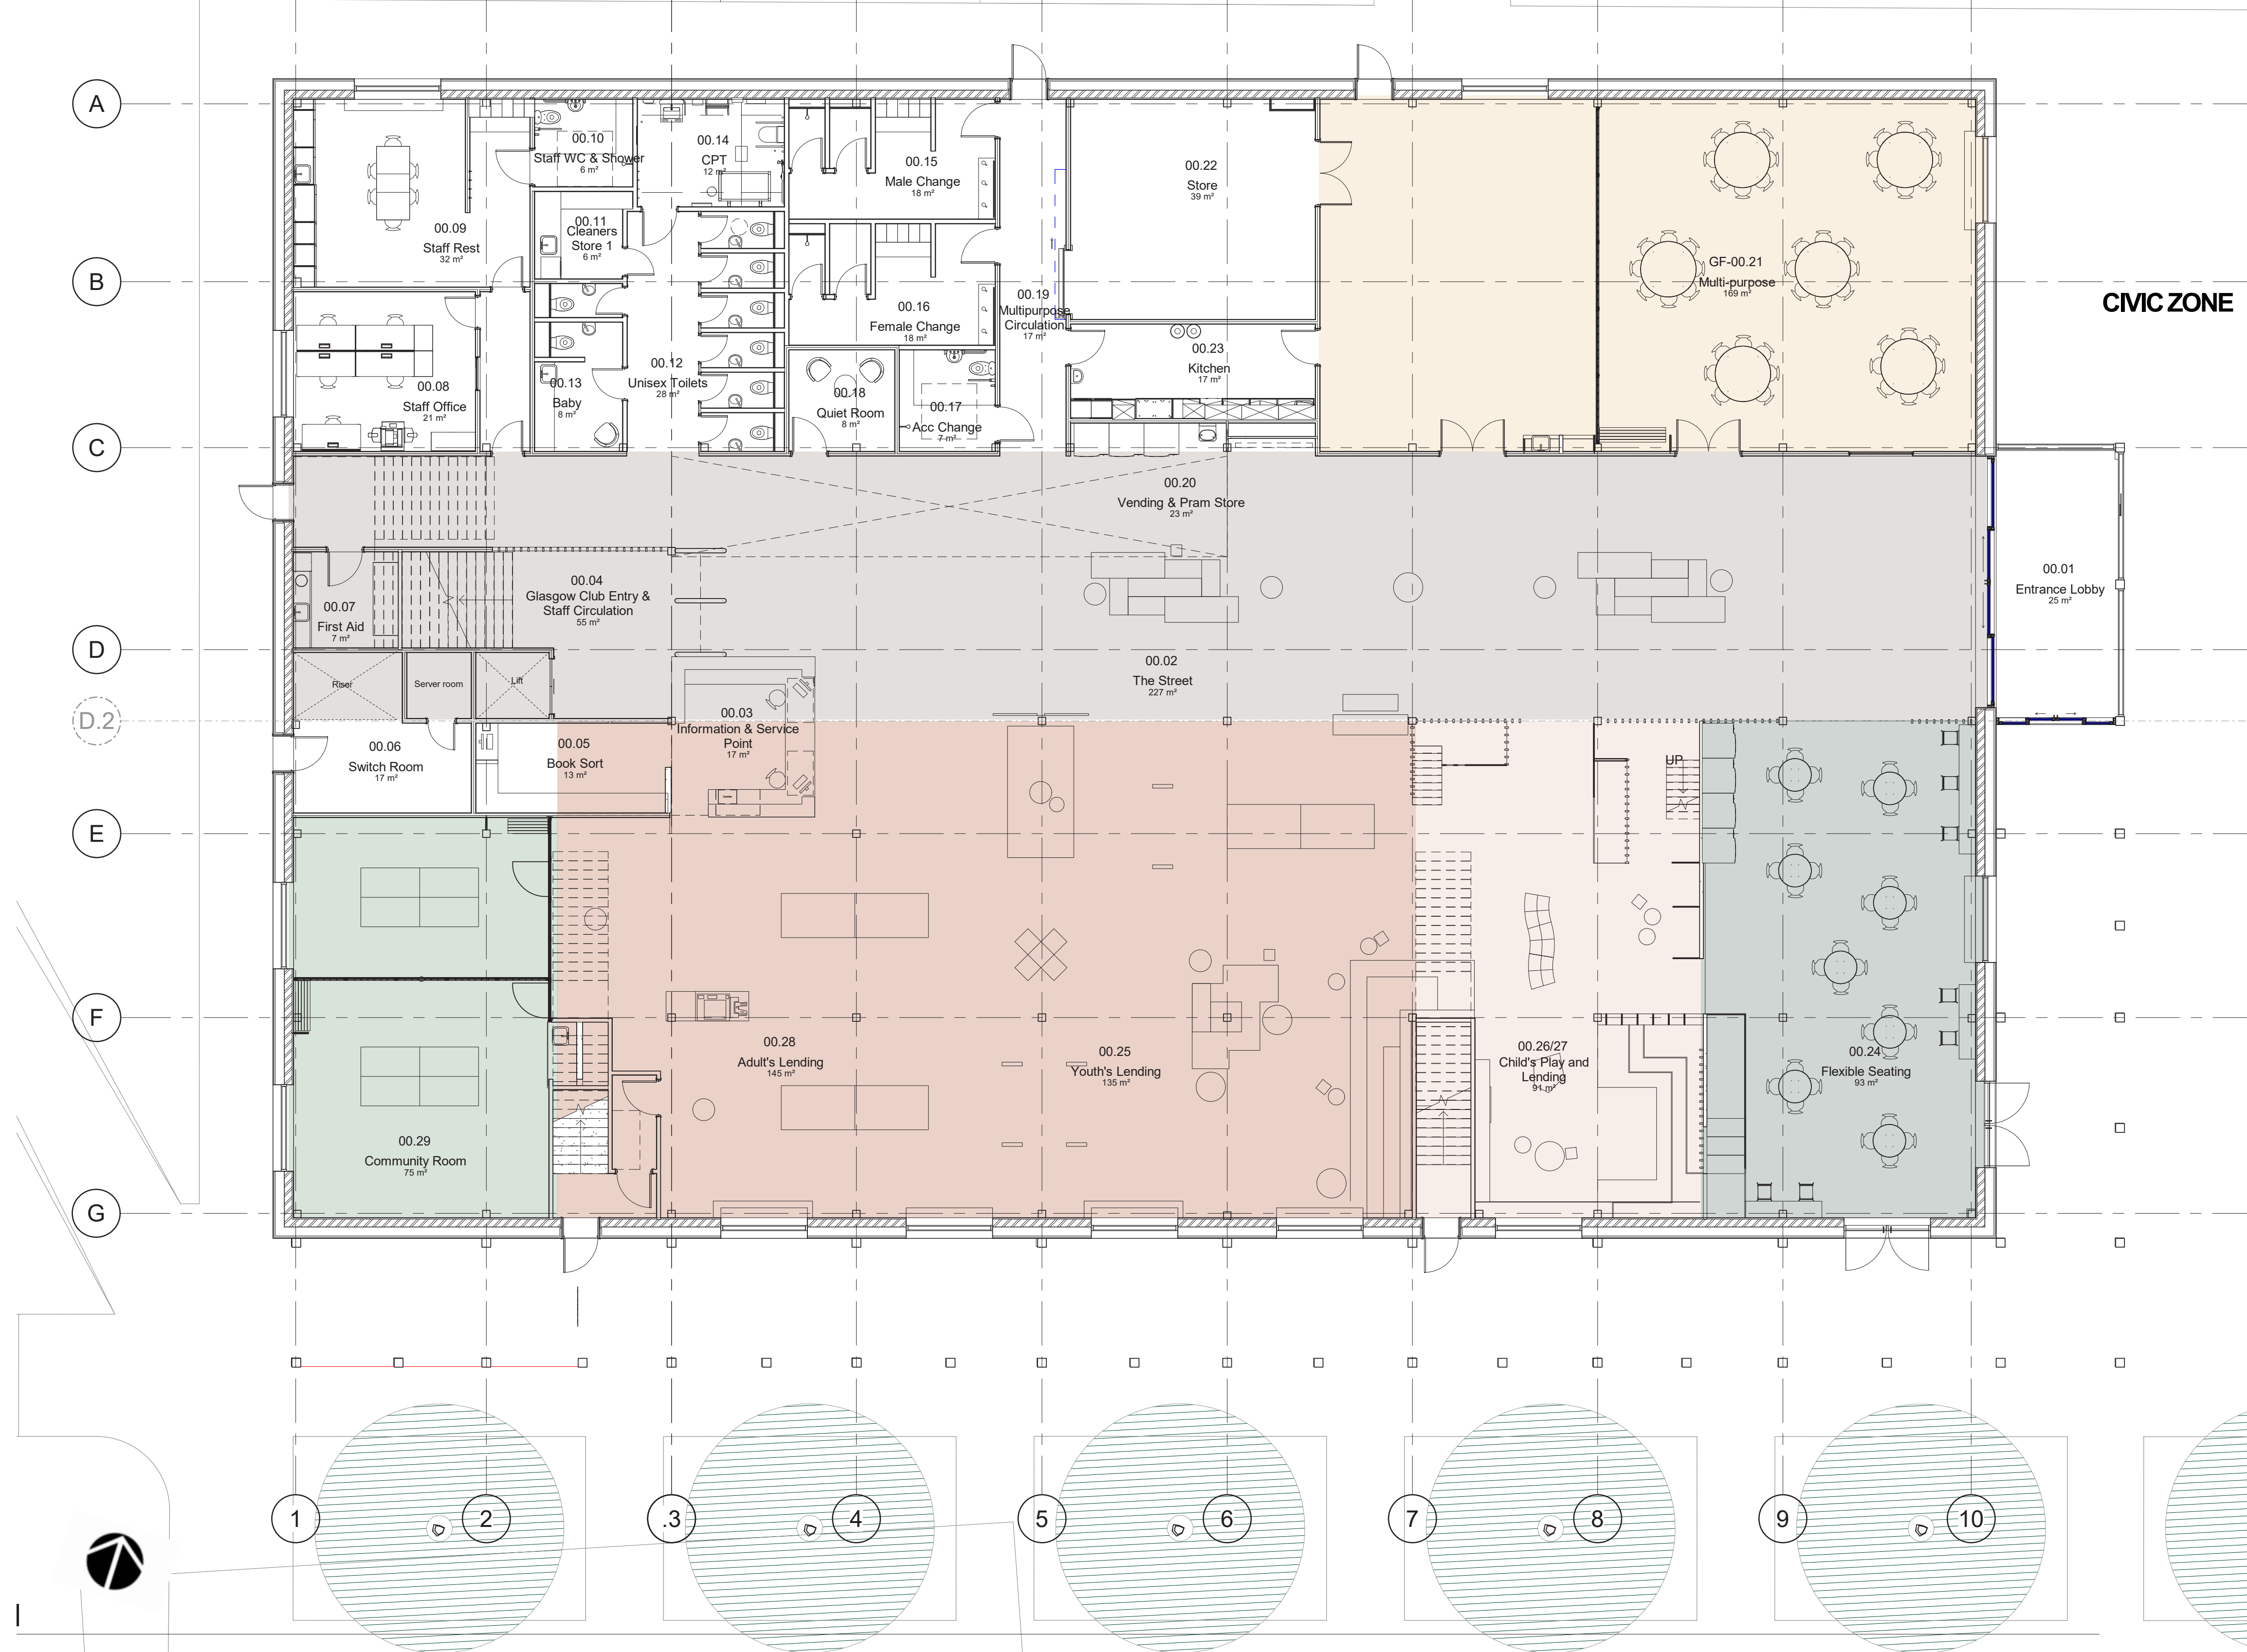 A
00.10
Staff WC & Shower
6 m²
00.14
CPT
12 m²
00.15
Male Change
18 m²
00.22
Store
39 m²
00.09
Staff Rest
32 m²
00.11
Cleaners
Store 1
6 m²
B
GF-00.21
Multi-purpose
169 m²
CIVIC ZONE
00.16
Female Change
18 m²
00.19
Multipurpose
Circulation
17 m²
00.23
Kitchen
17 m²
00.08
Staff Office
21 m²
00.13
Baby
8 m²
00.12
Unisex Toilets
28 m²
00.18
Quiet Room
8 m²
00.17
Acc Change
7 m²
C
00.20
Vending & Pram Store
23 m²
00.07
First Aid
7 m²
00.04
Glasgow Club Entry &
Staff Circulation
55 m²
00.01
Entrance Lobby
25 m²
D
Riser
Server room
Lift
00.02
The Street
227 m²
D.2
00.03
Information & Service
Point
17 m²
00.06
Switch Room
17 m²
00.05
Book Sort
13 m²
UP
E
F
00.28
Adult's Lending
145 m²
00.25
Youth's Lending
135 m²
00.26/27
Child's Play and
Lending
91 m²
00.24
Flexible Seating
93 m²
00.29
Community Room
75 m²
G
1
2
.3
4
5
6
7
8
9
10